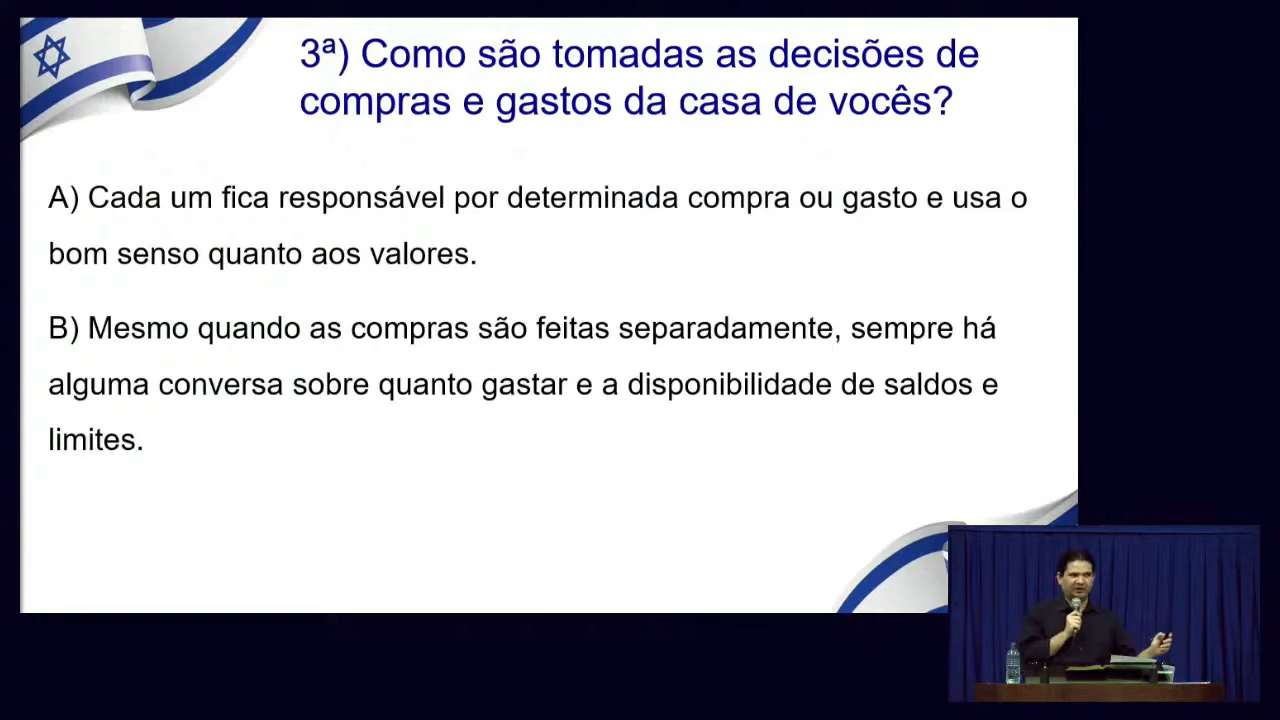 3ª) Como são tomadas as decisões de
compras e gastos da casa de vocês?
A) Cada um fica responsável por determinada compra ou gasto e usa o
bom senso quanto aos valores.
B) Mesmo quando as compras são feitas separadamente, sempre há
alguma conversa sobre quanto gastar e a disponibilidade de saldos e
limites.